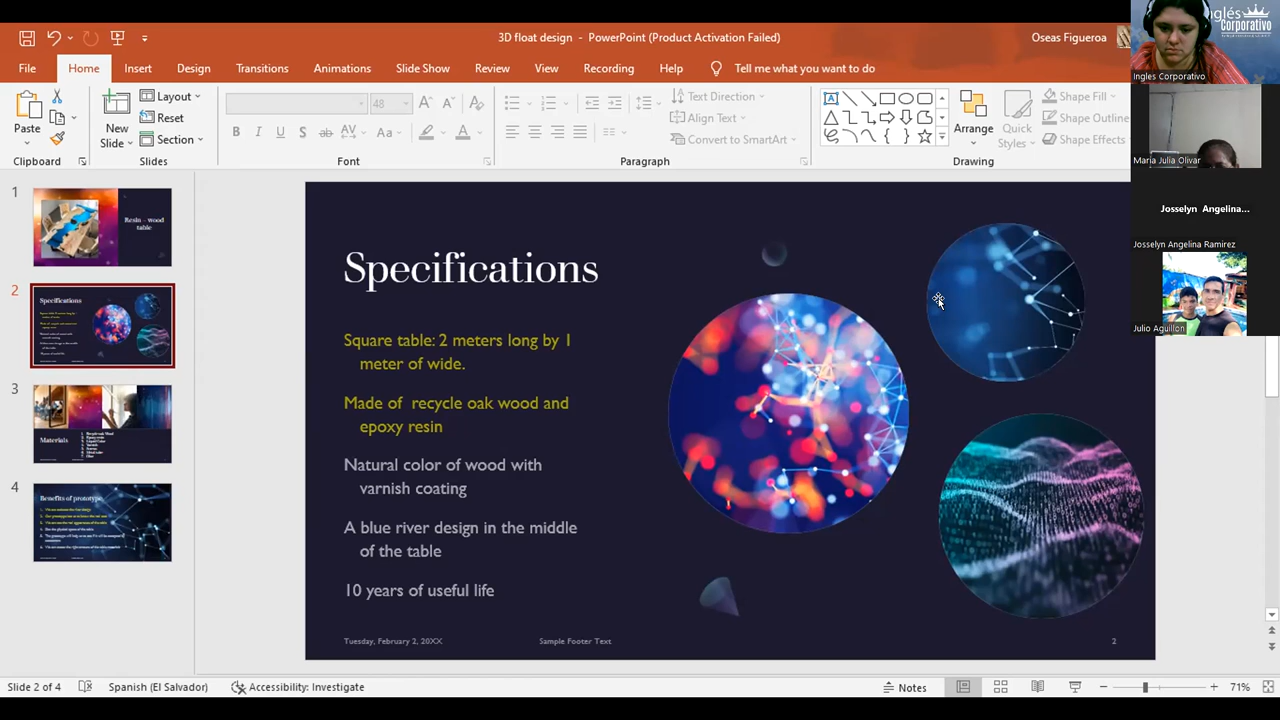 3D float design - PowerPoint (Product Activation Failed)
Oseas Figueroa
File Home Insert Design Transitions Animations Slide Show Review View Recording Help Tell me what you want to do
Paste
Clipboard
New Slide
Layout
Reset
Section
Slides
48
Font
Text Direction
Align Text
Convert to SmartArt
Paragraph
Arrange
Quick Styles
Shape Fill
Shape Outline
Shape Effects
Drawing
Inglés
Corporativo
Ingles Corporativo
Maria Julia Olivar
Josselyn Angelina...
Josselyn Angelina Ramirez
Julio Aguillon
1
Resin - wood
table
2
Specifications
3
Materials
4
Benefits of prototype
Specifications
Square table: 2 meters long by 1
meter of wide.
Made of recycle oak wood and
epoxy resin
Natural color of wood with
varnish coating
A blue river design in the middle
of the table
10 years of useful life
Tuesday, February 2, 20XX
Sample Footer Text
2
Slide 2 of 4
Spanish (El Salvador)
Accessibility: Investigate
Notes
71%